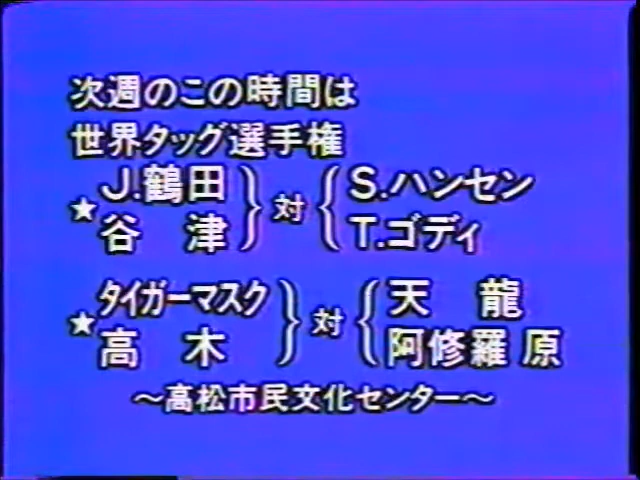 次週のこの時間は
世界タッグ選手権
★ J.鶴田 谷 津 } 対 { S.ハンセン T.ゴディ
★ タイガーマスク 高 木 } 対 { 天 龍 阿修羅 原
〜高松市民文化センター〜